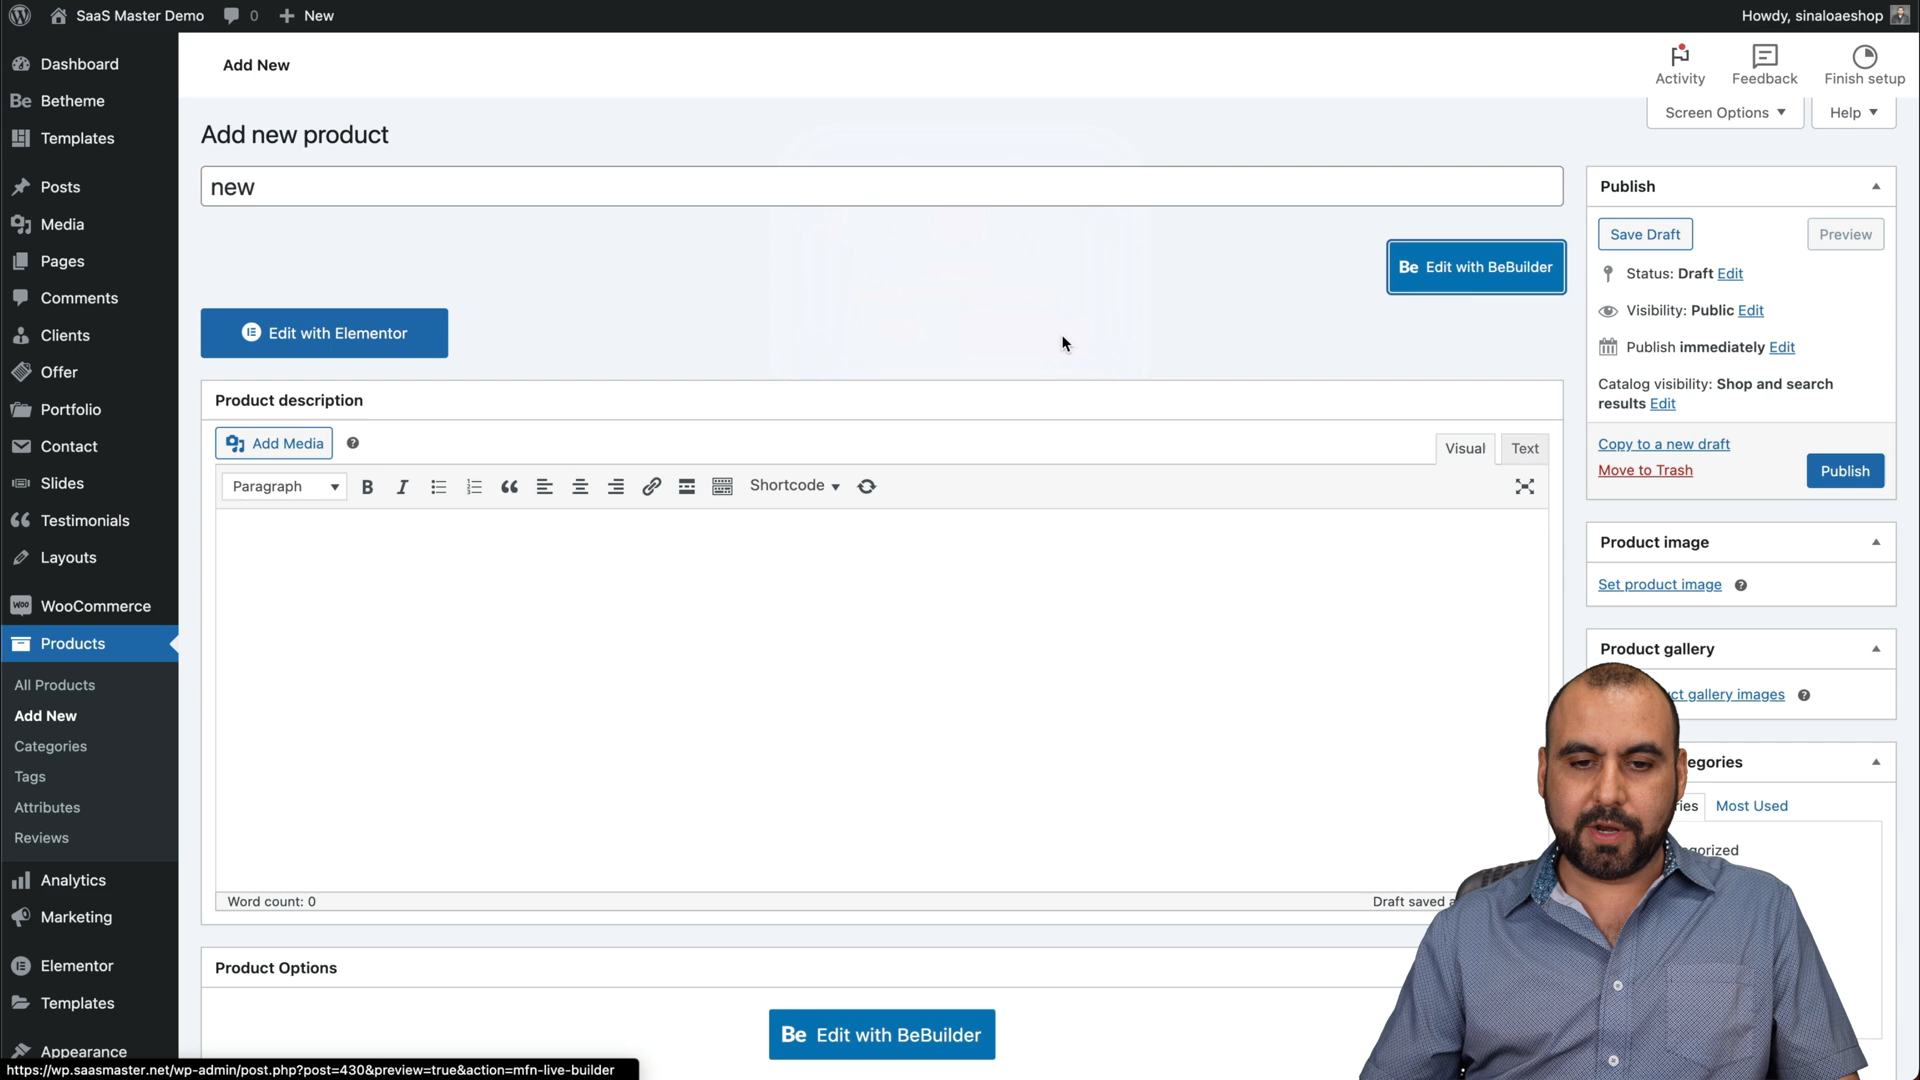 SaaS Master Demo 0 New Howdy, sinaloaeshop
Dashboard
Betheme
Templates
Posts
Media
Pages
Comments
Clients
Offer
Portfolio
Contact
Slides
Testimonials
Layouts
WooCommerce
Products
All Products
Add New
Categories
Tags
Attributes
Reviews
Analytics
Marketing
Elementor
Templates
Appearance
https://wp.saasmaster.net/wp-admin/post.php?post=430&preview=true&action=mfn-live-builder
Add New
Activity Feedback Finish setup
Screen Options Help
Add new product
new
Be Edit with BeBuilder
Edit with Elementor
Product description
Add Media
Visual Text
Paragraph B I Shortcode
Word count: 0 Draft saved
Product Options
Be Edit with BeBuilder
Publish
Save Draft Preview
Status: Draft Edit
Visibility: Public Edit
Publish immediately Edit
Catalog visibility: Shop and search
results Edit
Copy to a new draft
Move to Trash Publish
Product image
Set product image
Product gallery
ct gallery images
egories
ries Most Used
gorized